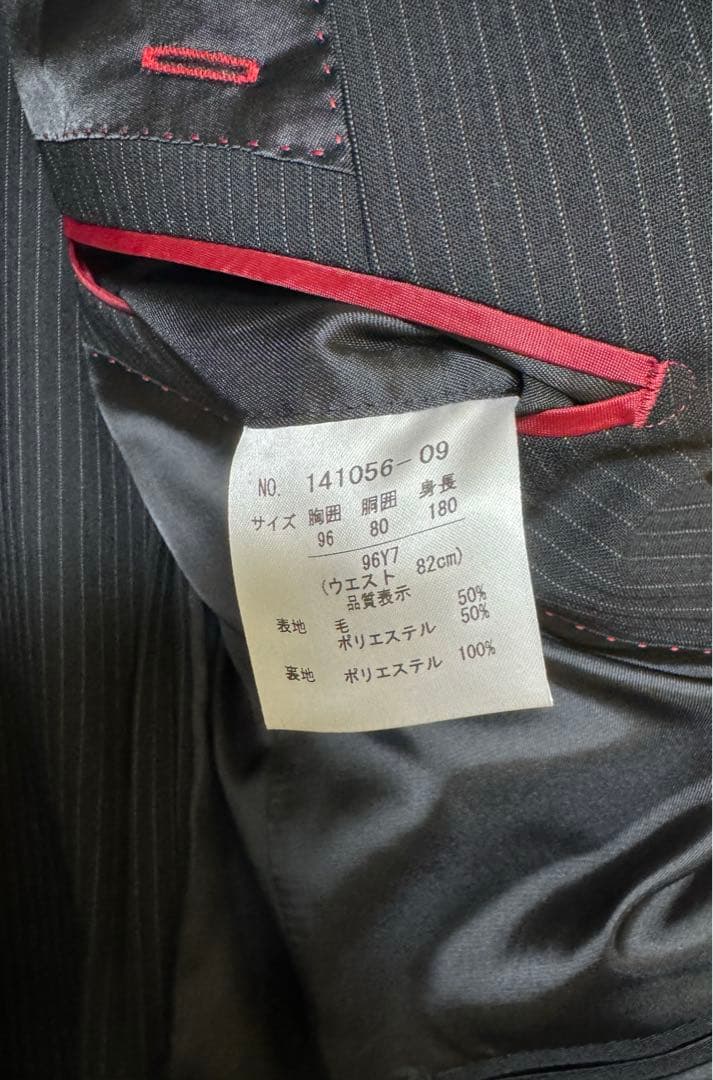 NO. 141056-09
サイズ 胸囲 胴囲 身長
96 80 180
96Y7
(ウエスト 82cm)
品質表示
表地 毛 50%
ポリエステル 50%
裏地 ポリエステル 100%